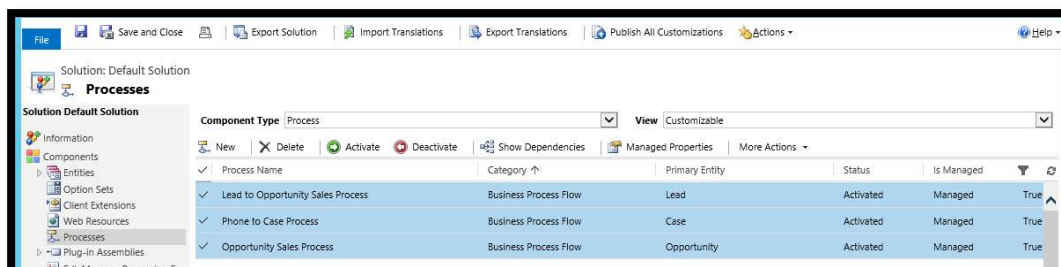 File Save and Close Export Solution Import Translations Export Translations Publish All Customizations Actions Help
Solution: Default Solution
Processes
Solution Default Solution
Information
Components
Entities
Option Sets
Client Extensions
Web Resources
Processes
Plug-in Assemblies
Component Type Process View Customizable
New Delete Activate Deactivate Show Dependencies Managed Properties More Actions
Process Name Category Primary Entity Status Is Managed
Lead to Opportunity Sales Process Business Process Flow Lead Activated Managed True
Phone to Case Process Business Process Flow Case Activated Managed True
Opportunity Sales Process Business Process Flow Opportunity Activated Managed True